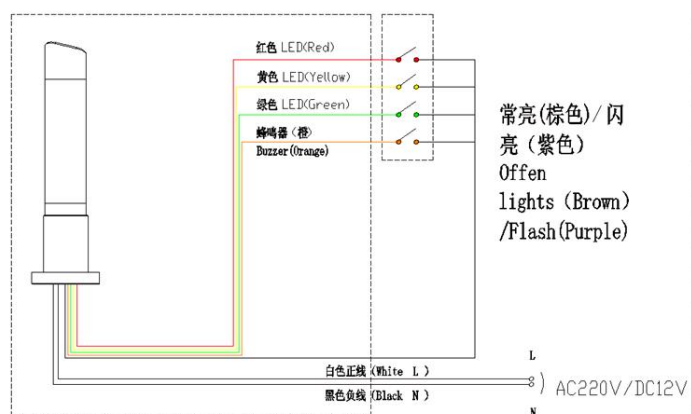 红色 LED(Red)
黄色 LED(Yellow)
绿色 LED(Green)
蜂鸣器（橙）
Buzzer(Orange)
常亮(棕色)/闪
亮（紫色）
Offen
lights（Brown）
/Flash(Purple)
L
白色正线(White L )
AC220V/DC12V
黑色负线(Black N )
N